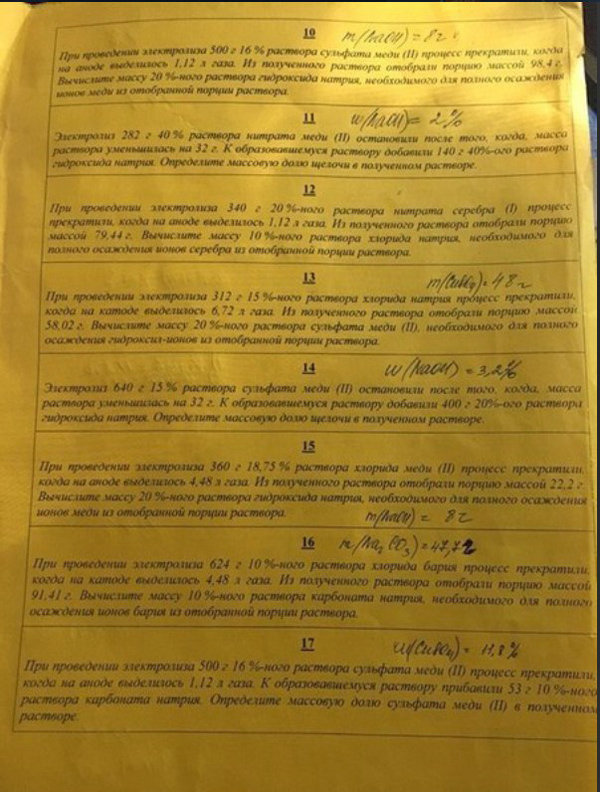 10 m(NaOH) = 8г
При проведении электролиза 500 г 16 % раствора сульфата меди (II) процесс прекратили, когда
на аноде выделилось 1,12 л газа. Из полученного раствора отобрали порцию массой 98,4 г.
Вычислите массу 20 %-ного раствора гидроксида натрия, необходимого для полного осаждения
ионов меди из отобранной порции раствора.
11 w(NaOH) = 2%
Электролиз 282 г 40 % раствора нитрата меди (II) остановили после того, когда, масса
раствора уменьшилась на 32 г. К образовавшемуся раствору добавили 140 г 40%-ого раствора
гидроксида натрия. Определите массовую долю щелочи в полученном растворе.
12
При проведении электролиза 340 г 20 %-ного раствора нитрата серебра (I) процесс
прекратили, когда на аноде выделилось 1,12 л газа. Из полученного раствора отобрали порцию
массой 79,44 г. Вычислите массу 10 %-ного раствора хлорида натрия, необходимого для
полного осаждения ионов серебра из отобранной порции раствора.
13 m(CuSO4) = 48г
При проведении электролиза 312 г 15 %-ного раствора хлорида натрия процесс прекратили,
когда на катоде выделилось 6,72 л газа. Из полученного раствора отобрали порцию массой
58,02 г. Вычислите массу 20 %-ного раствора сульфата меди (II), необходимого для полного
осаждения гидроксил-ионов из отобранной порции раствора.
14 w(NaOH) = 3,2%
Электролиз 640 г 15 % раствора сульфата меди (II) остановили после того, когда, масса
раствора уменьшилась на 32 г. К образовавшемуся раствору добавили 400 г 20%-ого раствора
гидроксида натрия. Определите массовую долю щелочи в полученном растворе.
15
При проведении электролиза 360 г 18,75 % раствора хлорида меди (II) процесс прекратили,
когда на аноде выделилось 4,48 л газа. Из полученного раствора отобрали порцию массой 22,2 г.
Вычислите массу 20 %-ного раствора гидроксида натрия, необходимого для полного осаждения
ионов меди из отобранной порции раствора. m(NaOH) = 8г
16 m(Na2CO3) = 47,7г
При проведении электролиза 624 г 10 %-ного раствора хлорида бария процесс прекратили,
когда на катоде выделилось 4,48 л газа. Из полученного раствора отобрали порцию массой
91,41 г. Вычислите массу 10 %-ного раствора карбоната натрия, необходимого для полного
осаждения ионов бария из отобранной порции раствора.
17 w(CuSO4) = 11,8%
При проведении электролиза 500 г 16 %-ного раствора сульфата меди (II) процесс прекратили,
когда на аноде выделилось 1,12 л газа. К образовавшемуся раствору прибавили 53 г 10 %-ного
раствора карбоната натрия. Определите массовую долю сульфата меди (II) в полученном
растворе.